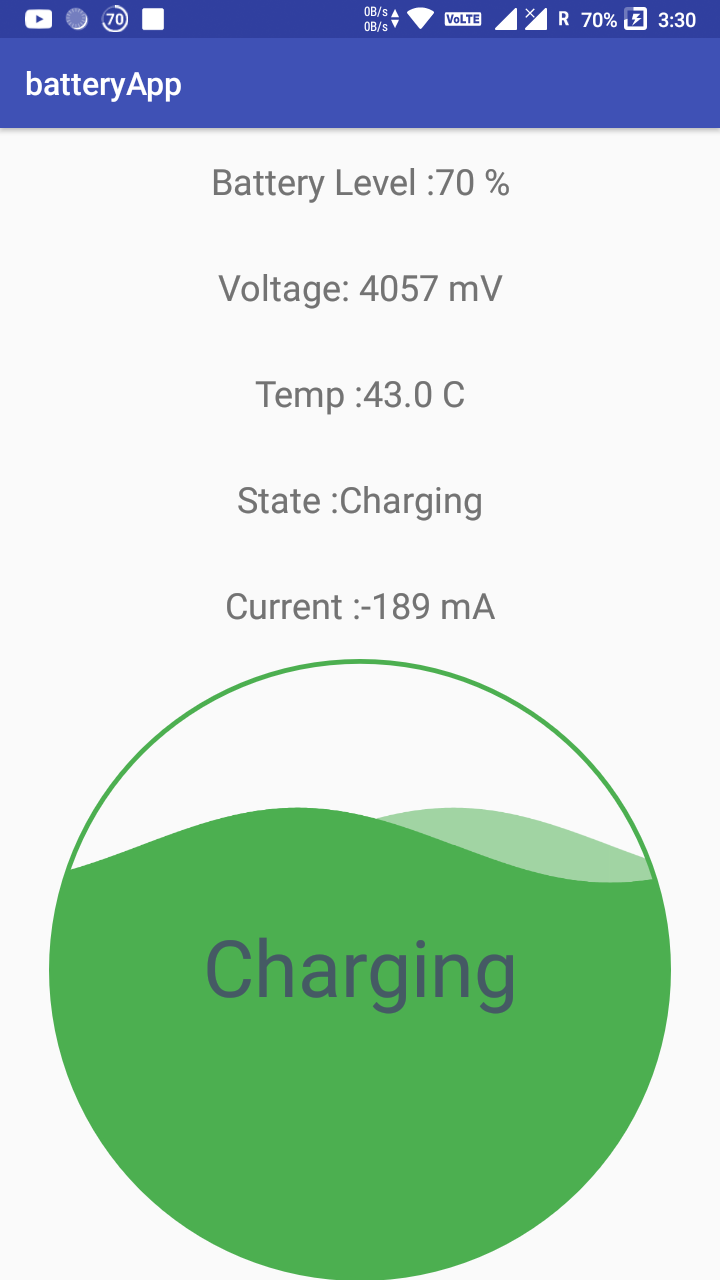 70 0B/s 0B/s VoLTE R 70% 3:30
batteryApp
Battery Level :70 %
Voltage: 4057 mV
Temp :43.0 C
State :Charging
Current :-189 mA
Charging